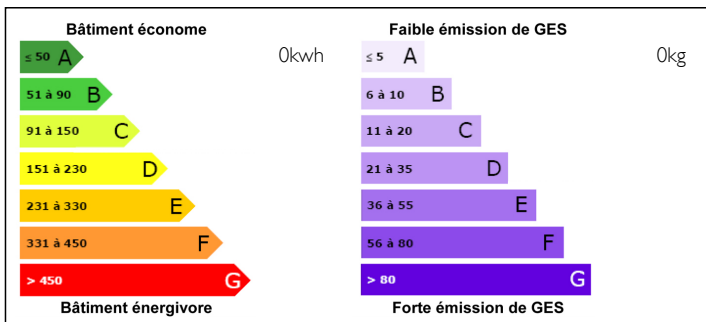 Bâtiment économe
≤ 50 A
0kwh
51 à 90 B
91 à 150 C
151 à 230 D
231 à 330 E
331 à 450 F
> 450 G
Bâtiment énergivore
Faible émission de GES
≤ 5 A
0kg
6 à 10 B
11 à 20 C
21 à 35 D
36 à 55 E
56 à 80 F
> 80 G
Forte émission de GES